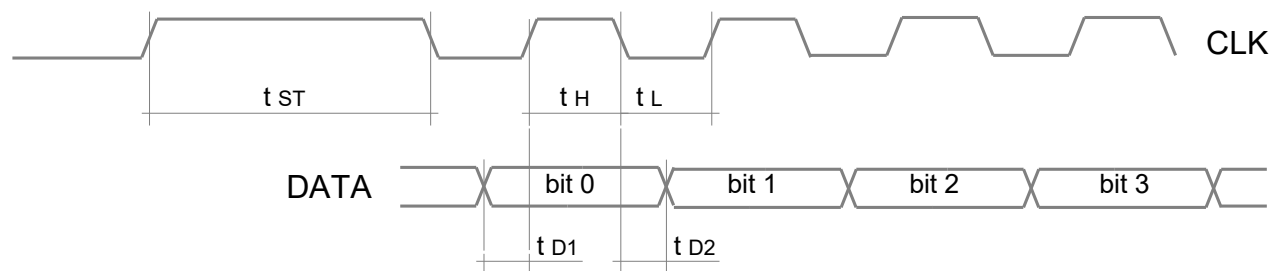 CLK
t ST t H t L
DATA bit 0 bit 1 bit 2 bit 3
t D1 t D2